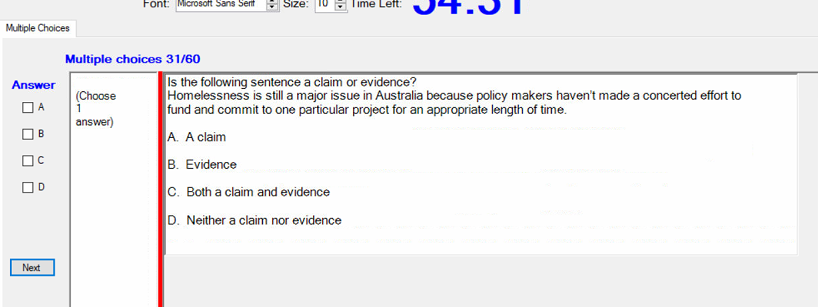 Font: Microsoft Sans Serif Size: 10 Time Left: 54:31
Multiple Choices
Multiple choices 31/60
Answer
A
B
C
D
Next
(Choose
1
answer)
Is the following sentence a claim or evidence?
Homelessness is still a major issue in Australia because policy makers haven't made a concerted effort to
fund and commit to one particular project for an appropriate length of time.
A. A claim
B. Evidence
C. Both a claim and evidence
D. Neither a claim nor evidence